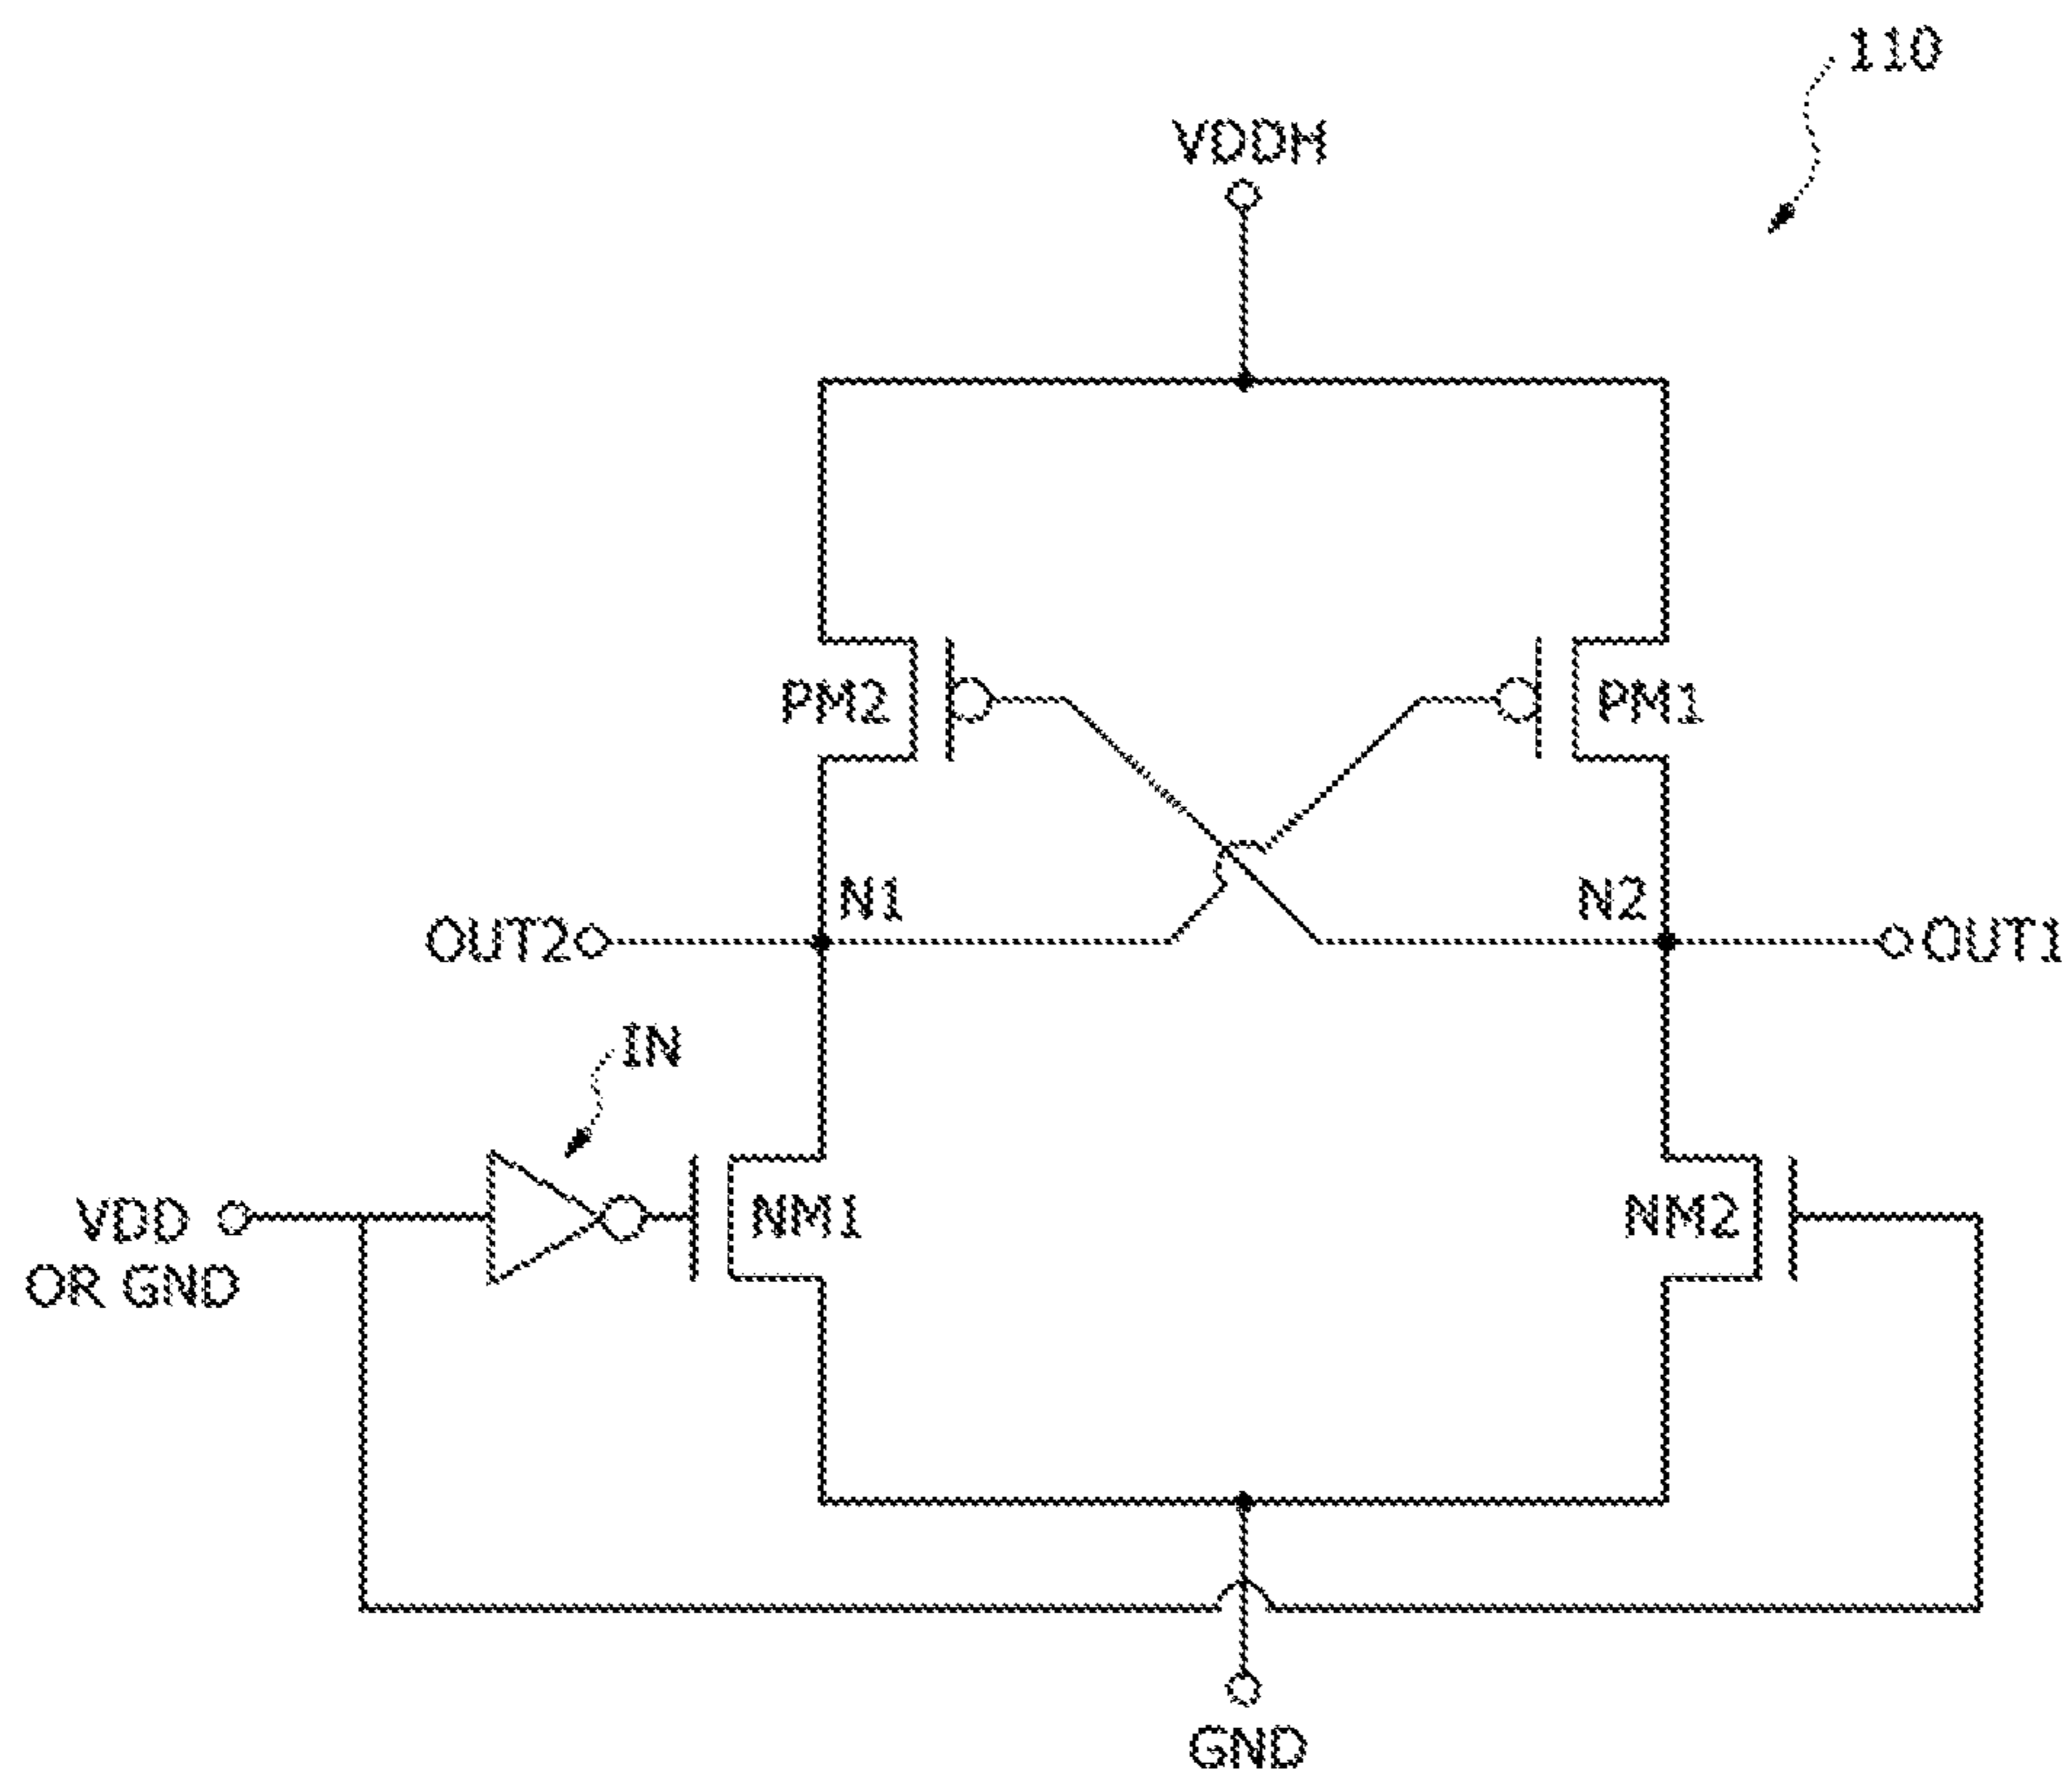 110
VDDH
PM2
PM1
N1
N2
OUT2
OUT1
IN
VDD
OR GND
NM1
NM2
GND